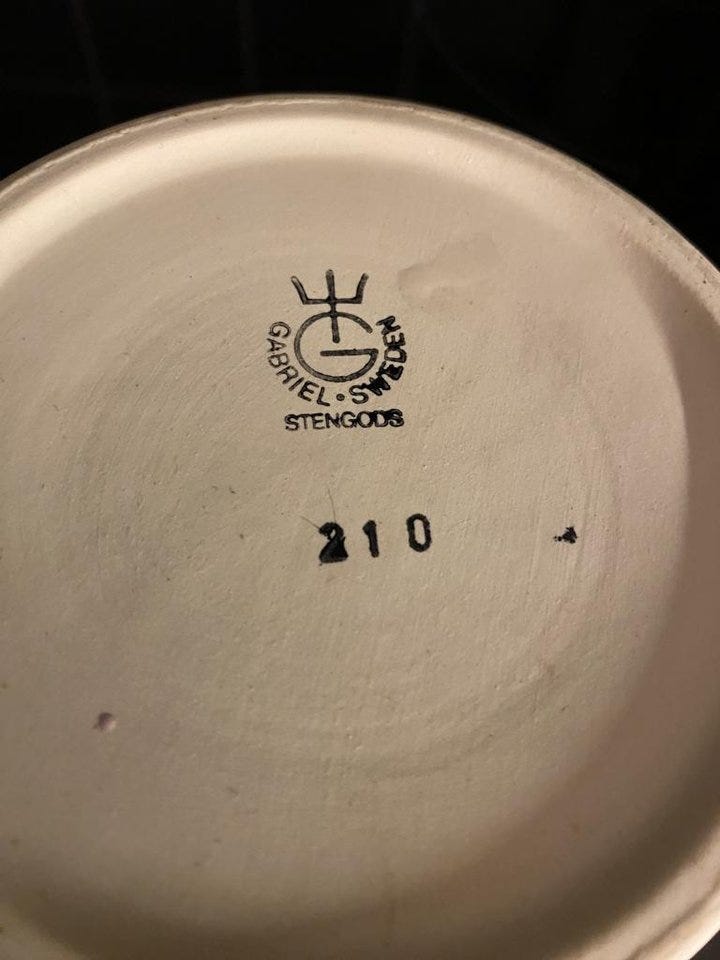 G
GABRIEL · SWEDEN
STENGODS
210